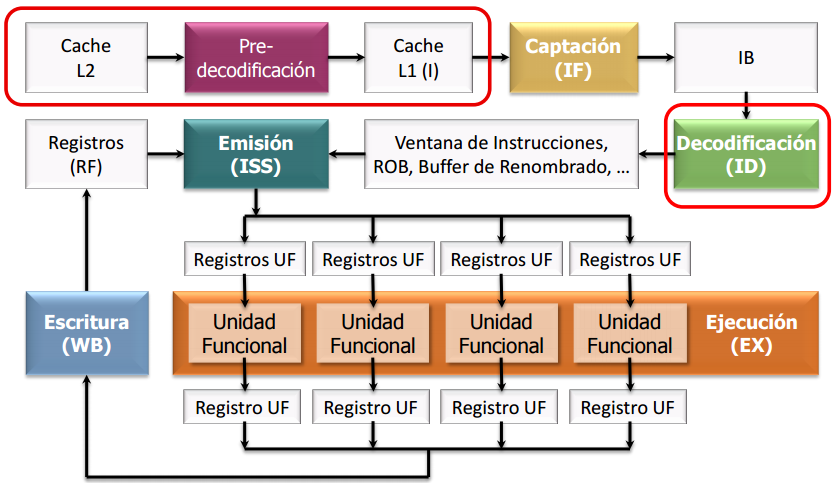 Cache
L2
Pre-
decodificación
Cache
L1 (I)
Captación
(IF)
IB
Registros
(RF)
Emisión
(ISS)
Ventana de Instrucciones,
ROB, Buffer de Renombrado, ...
Decodificación
(ID)
Registros UF
Registros UF
Registros UF
Registros UF
Escritura
(WB)
Unidad
Funcional
Unidad
Funcional
Unidad
Funcional
Unidad
Funcional
Ejecución
(EX)
Registro UF
Registro UF
Registro UF
Registro UF